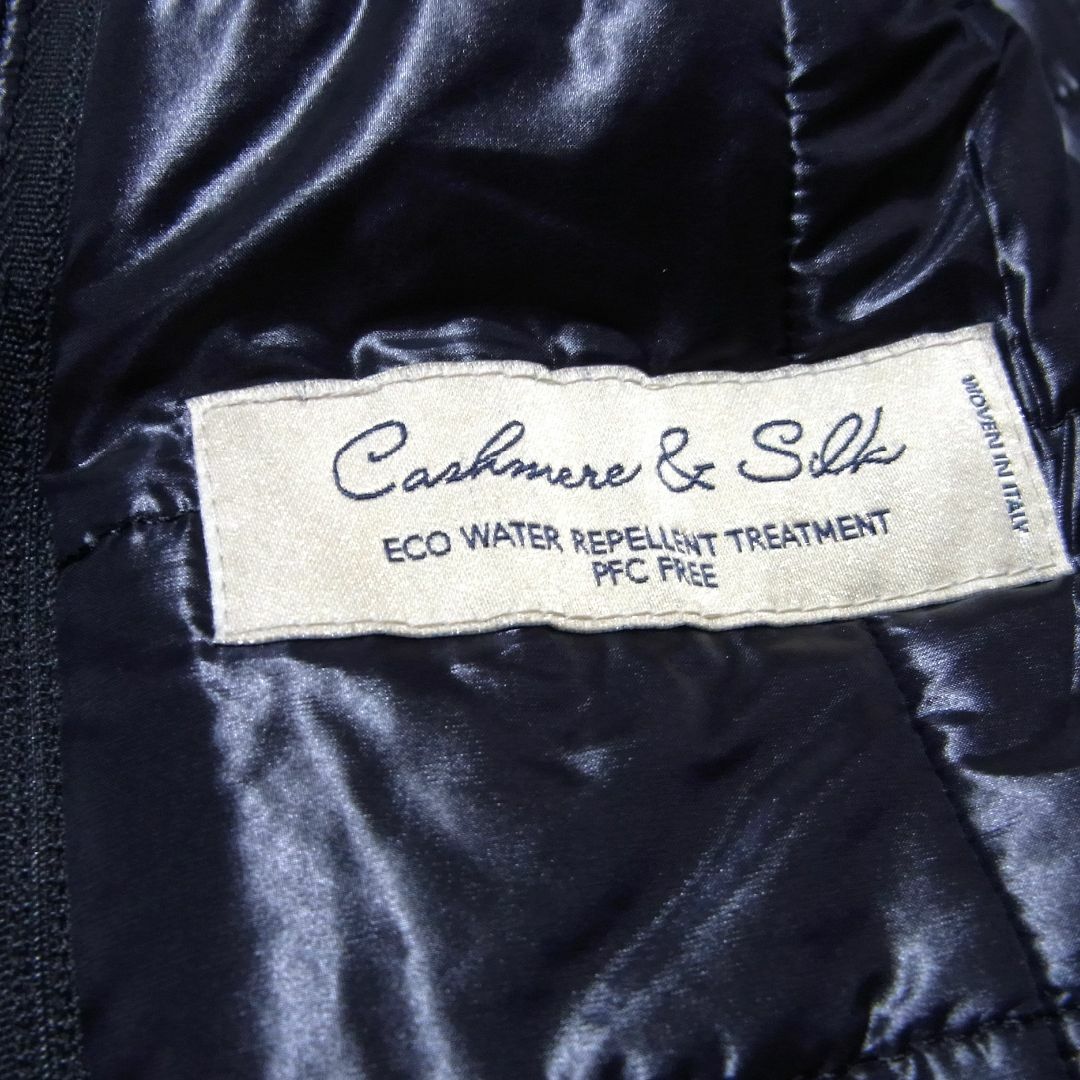 Cashmere & Silk
ECO WATER REPELLENT TREATMENT
PFC FREE
WOVEN IN ITALY